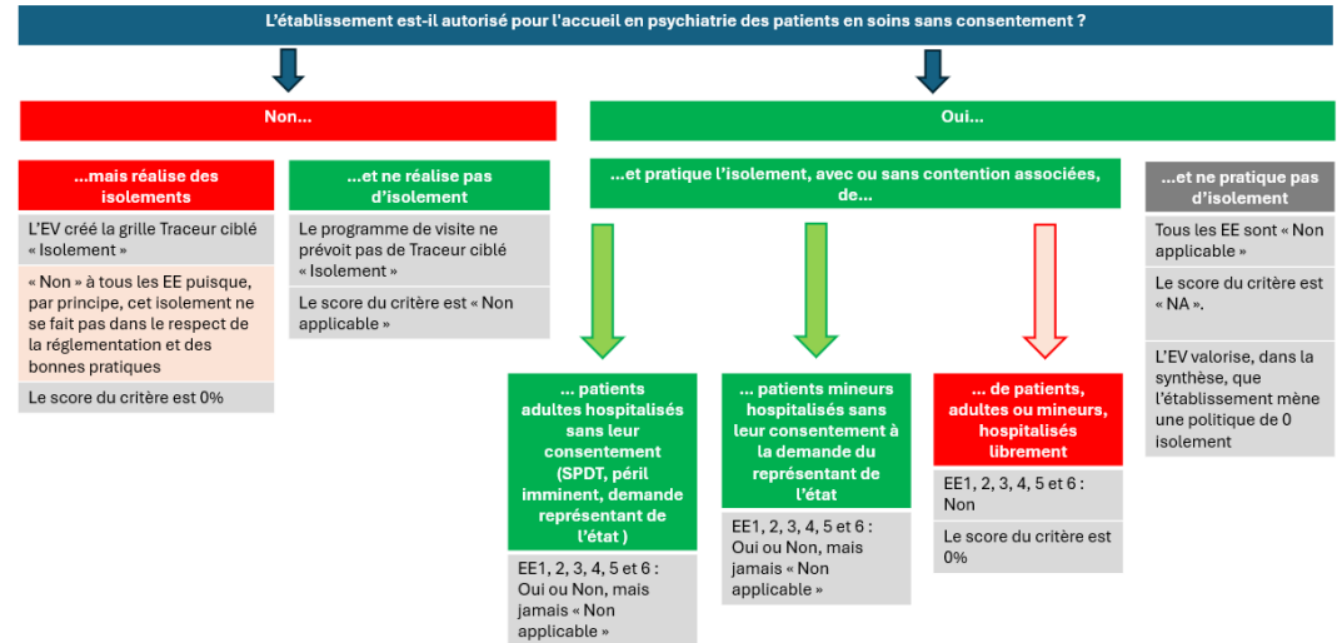 L'établissement est-il autorisé pour l'accueil en psychiatrie des patients en soins sans consentement ?
Non...
Oui...
...mais réalise des
isolements
L'EV créé la grille Traceur ciblé
« Isolement »
« Non » à tous les EE puisque,
par principe, cet isolement ne
se fait pas dans le respect de
la réglementation et des
bonnes pratiques
Le score du critère est 0%
...et ne réalise pas
d'isolement
Le programme de visite ne
prévoit pas de Traceur ciblé
« Isolement »
Le score du critère est « Non
applicable »
...et pratique l'isolement, avec ou sans contention associées,
de...
... patients
adultes hospitalisés
sans leur
consentement
(SPDT, péril
imminent, demande
représentant de
l'état )
EE1, 2, 3, 4, 5 et 6 :
Oui ou Non, mais
jamais « Non
applicable »
... patients mineurs
hospitalisés sans
leur consentement à
la demande du
représentant de
l'état
EE1, 2, 3, 4, 5 et 6 :
Oui ou Non, mais
jamais « Non
applicable »
... de patients,
adultes ou mineurs,
hospitalisés
librement
EE1, 2, 3, 4, 5 et 6 :
Non
Le score du critère est
0%
...et ne pratique pas
d'isolement
Tous les EE sont « Non
applicable »
Le score du critère est
« NA ».
L'EV valorise, dans la
synthèse, que
l'établissement mène
une politique de 0
isolement